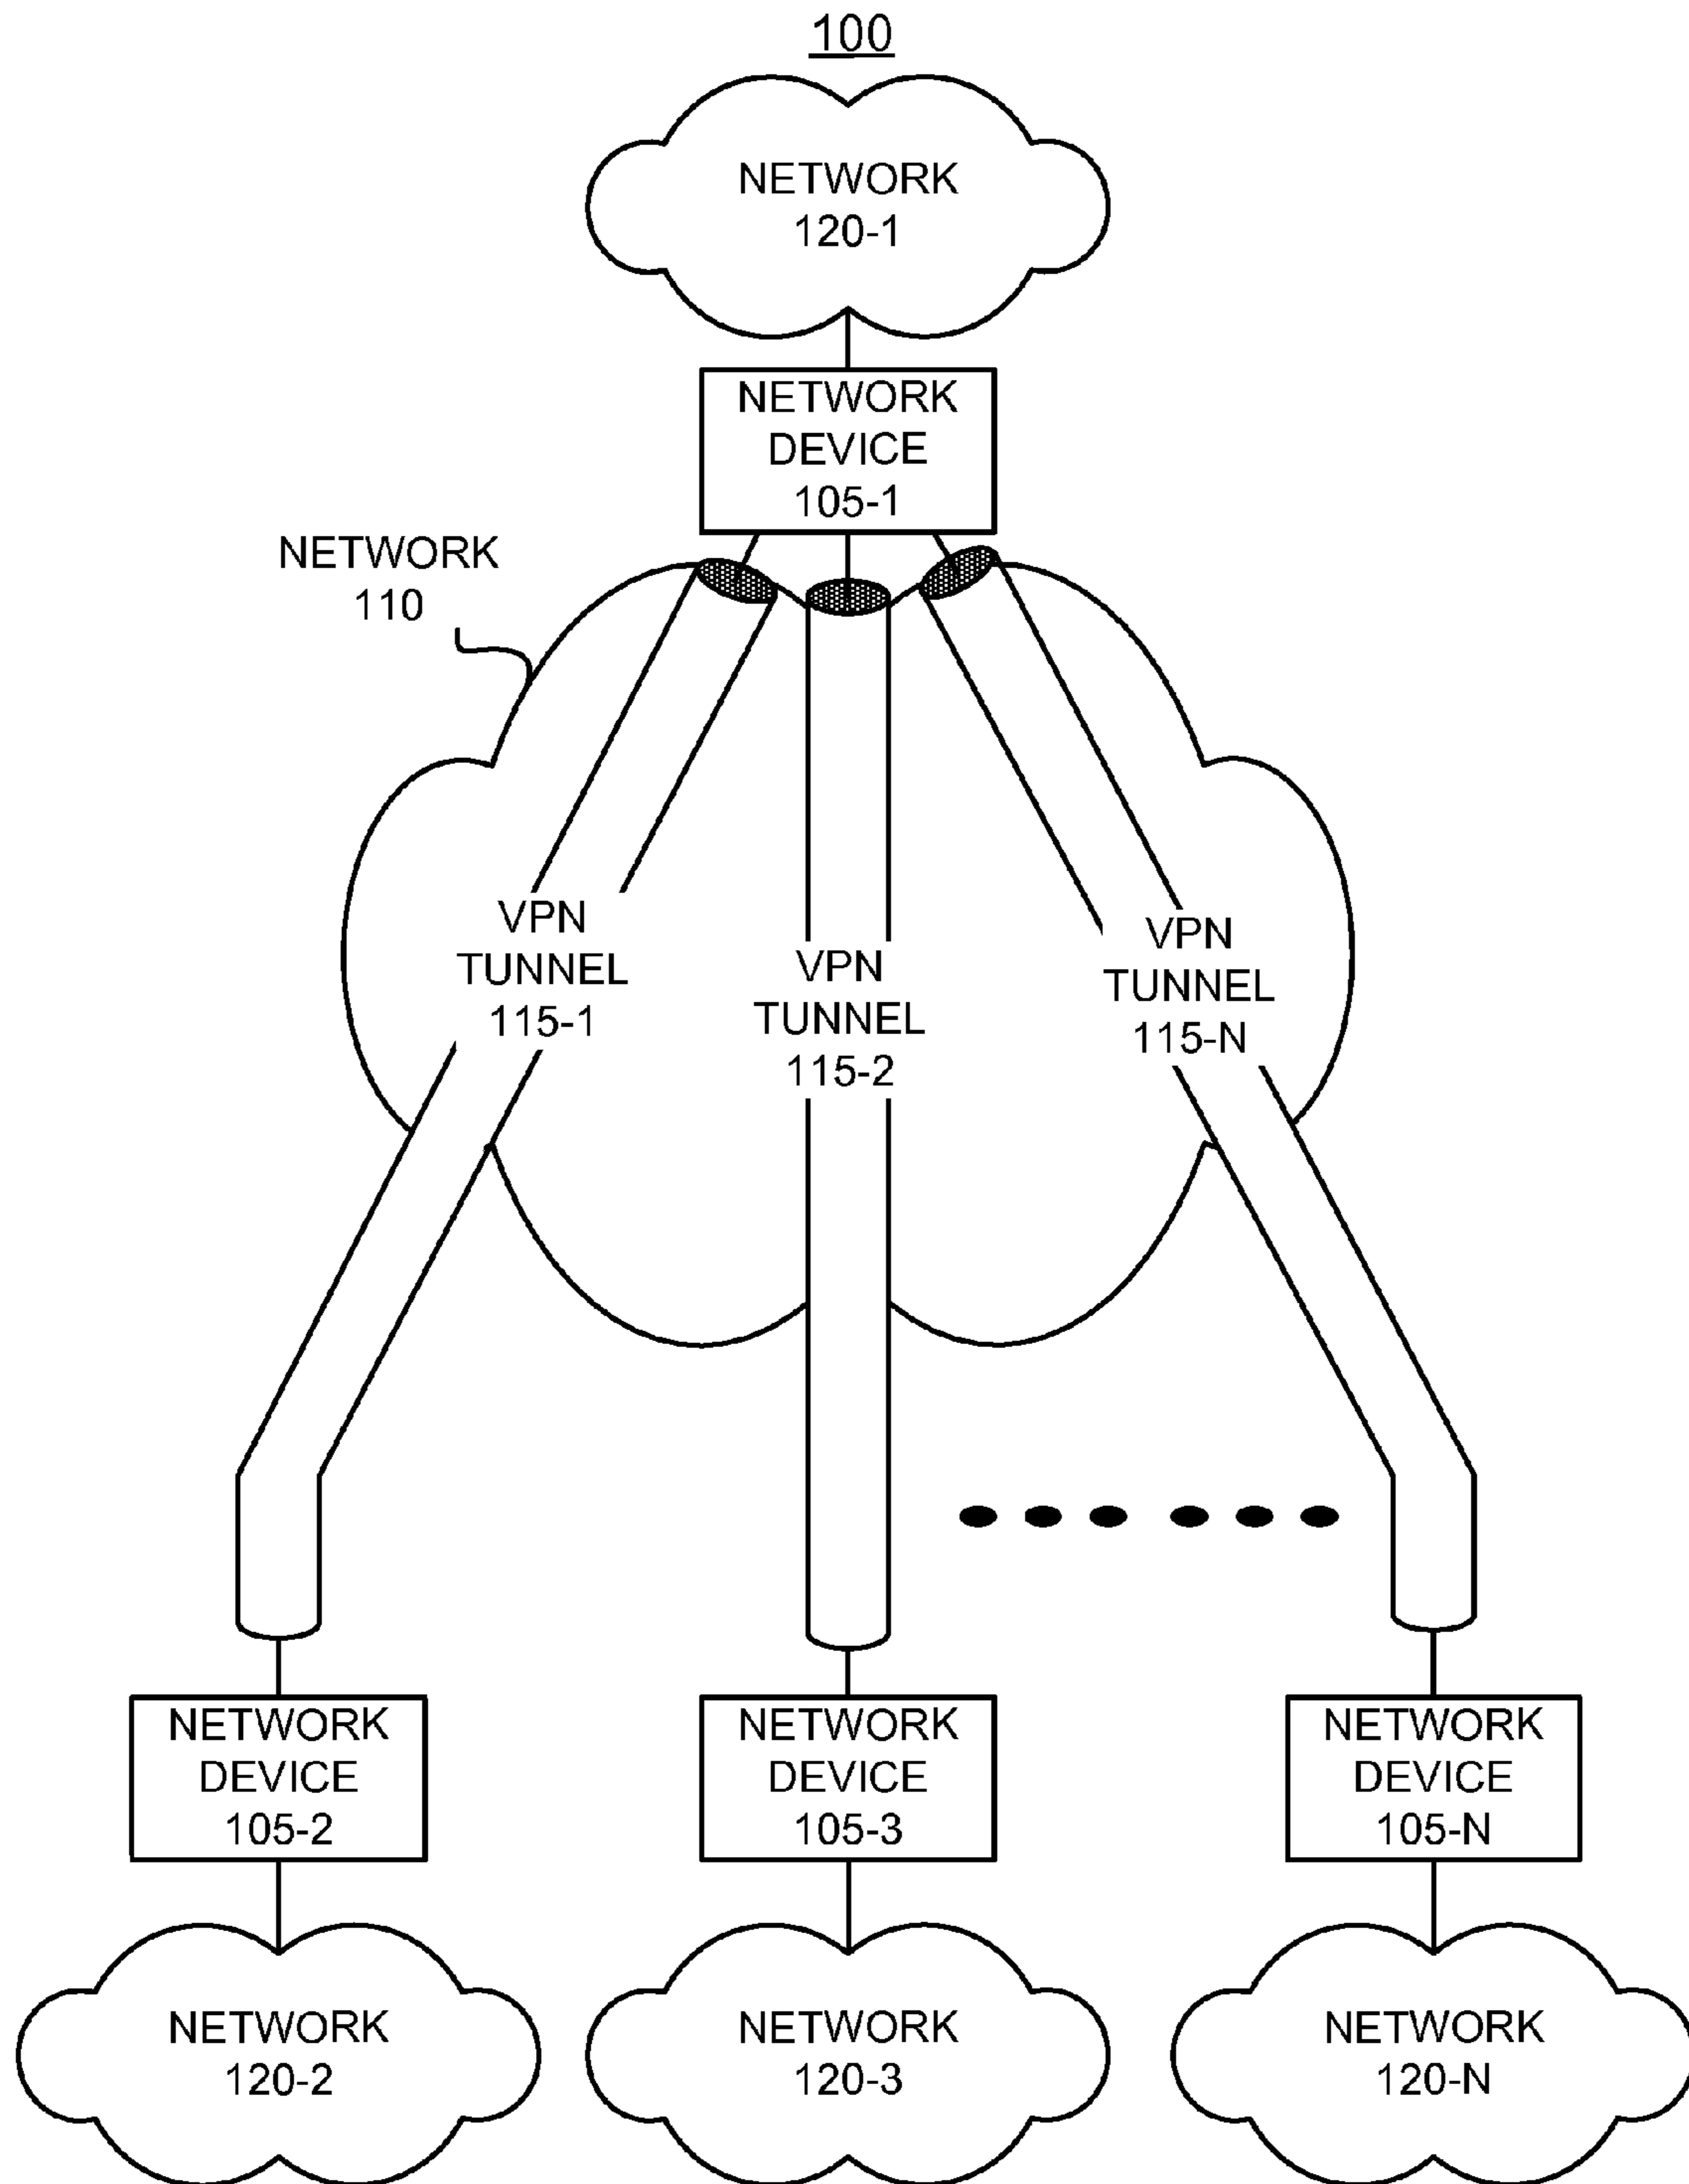 100
NETWORK
120-1
NETWORK
DEVICE
105-1
NETWORK
110
VPN
TUNNEL
115-1
VPN
TUNNEL
115-2
VPN
TUNNEL
115-N
NETWORK
DEVICE
105-2
NETWORK
DEVICE
105-3
NETWORK
DEVICE
105-N
NETWORK
120-2
NETWORK
120-3
NETWORK
120-N